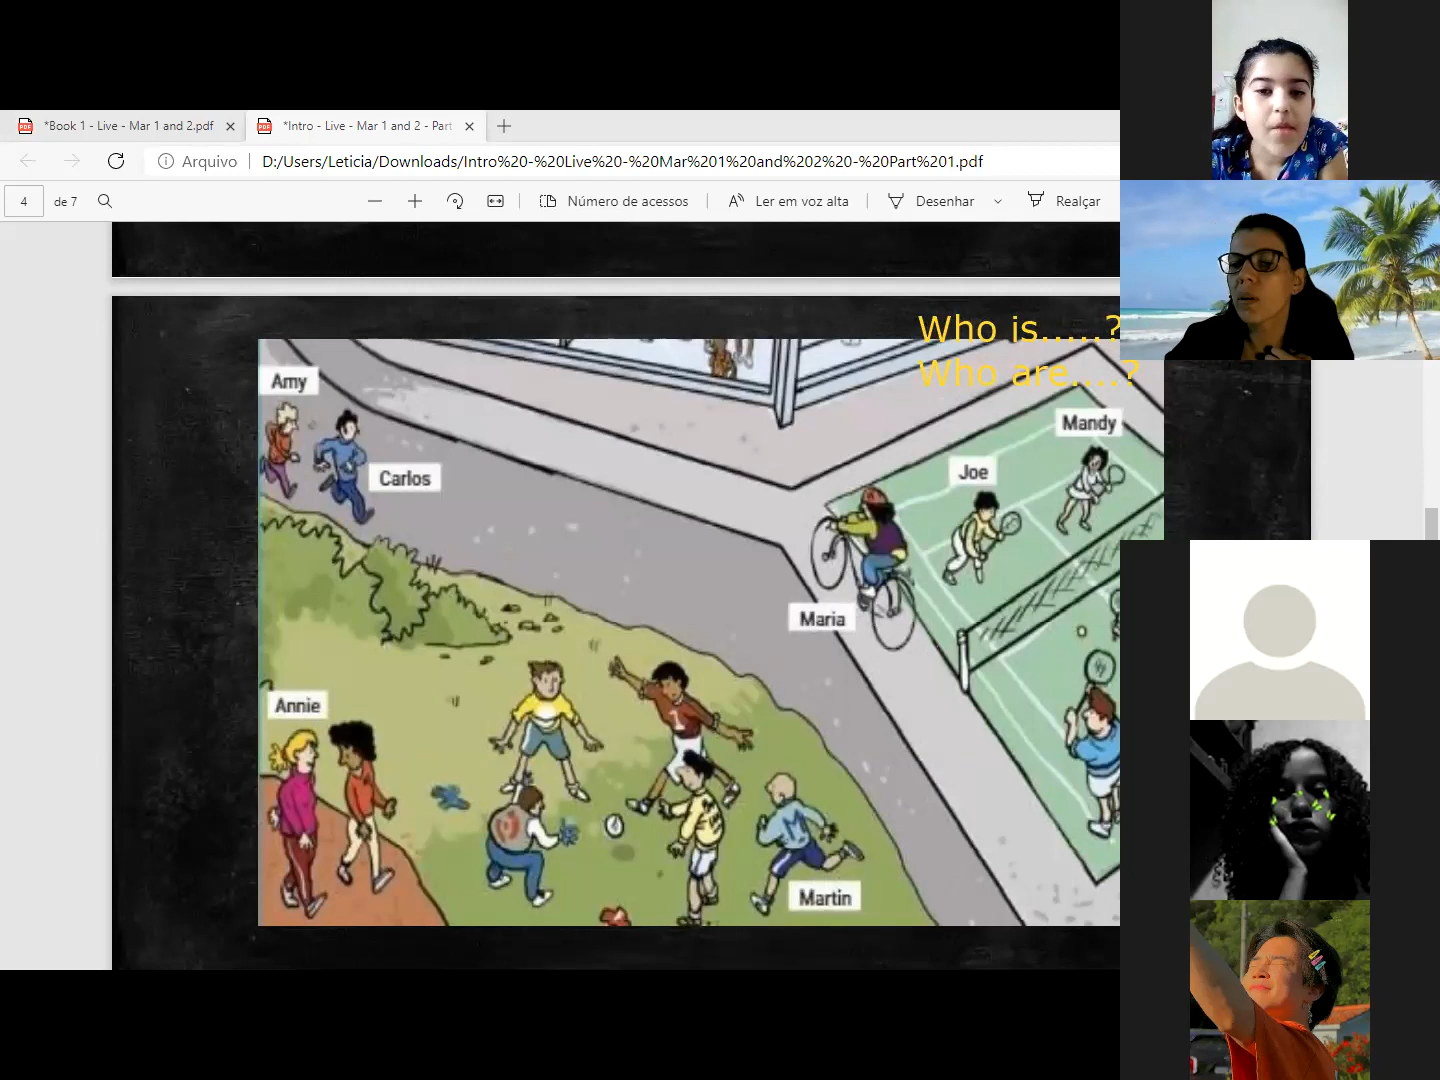 *Book 1 - Live - Mar 1 and 2.pdf
*Intro - Live - Mar 1 and 2 - Part
Arquivo
D:/Users/Leticia/Downloads/Intro%20-%20Live%20-%20Mar%201%20and%202%20-%20Part%201.pdf
4 de 7
Número de acessos
Ler em voz alta
Desenhar
Realçar
Who is.....?
Who are....?
Amy
Carlos
Mandy
Joe
Maria
Annie
Martin